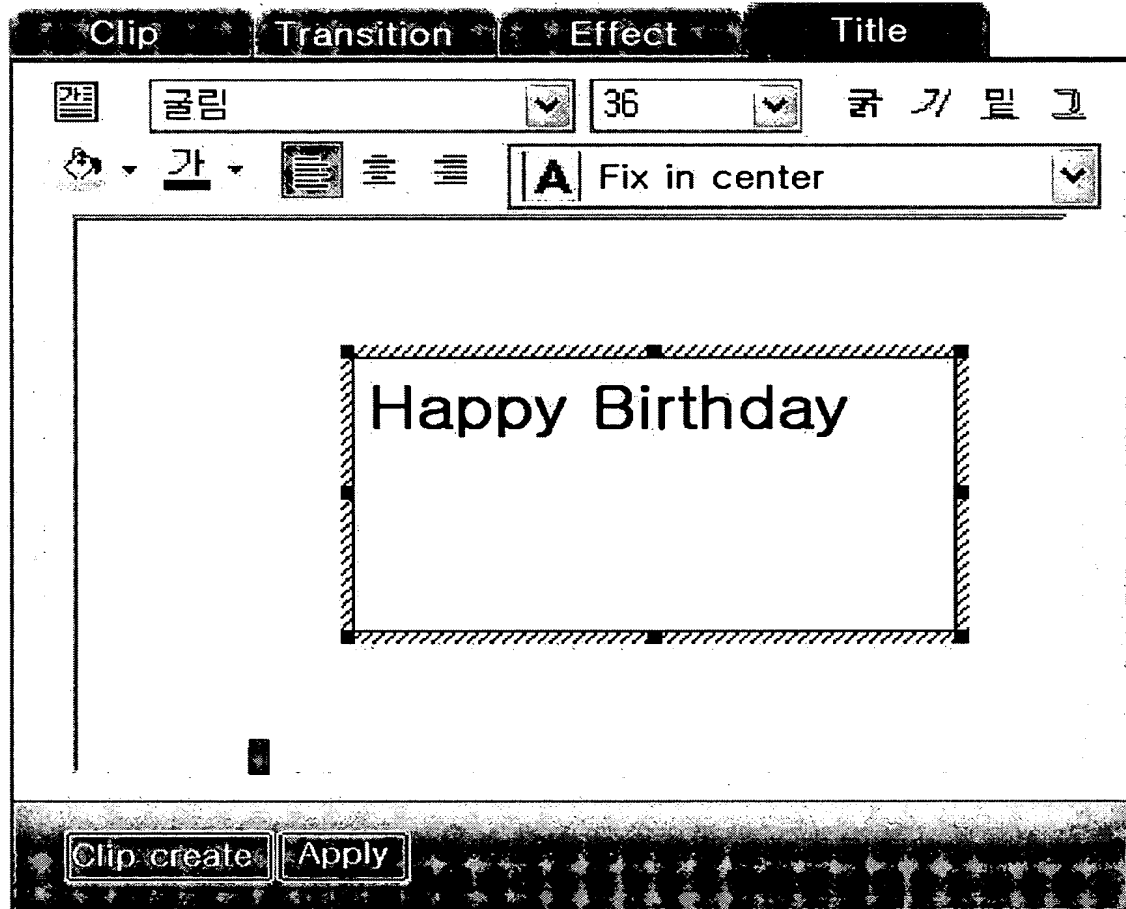 Clip Transition Effect Title
가 굴림 36 굵 기 밑 그
가 A Fix in center
Happy Birthday
Clip create Apply